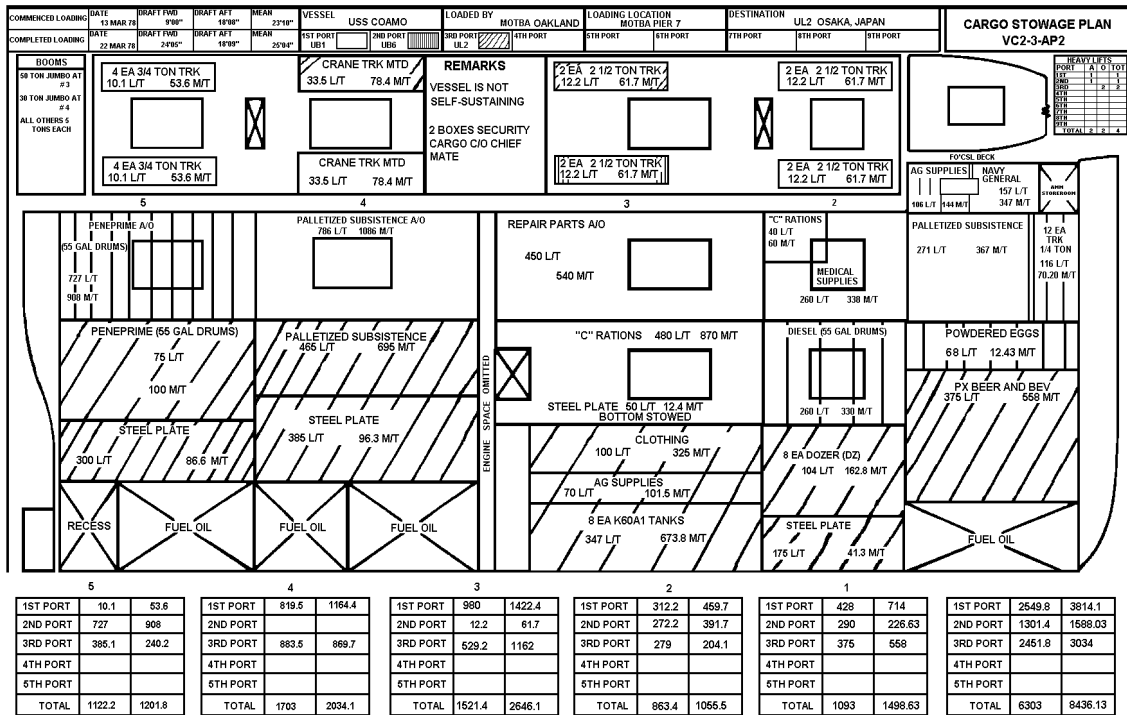 COMMENCED LOADING DATE 13 MAR 78 DRAFT FWD 9'00" DRAFT AFT 18'08" MEAN 23'10"
COMPLETED LOADING DATE 22 MAR 78 DRAFT FWD 24'05" DRAFT AFT 18'09" MEAN 25'04"
VESSEL USS COAMO
LOADED BY MOTBA OAKLAND
LOADING LOCATION MOTBA PIER 7
DESTINATION UL2 OSAKA, JAPAN
1ST PORT UB1
2ND PORT UB6
3RD PORT UL2
4TH PORT
5TH PORT
6TH PORT
7TH PORT
8TH PORT
9TH PORT
CARGO STOWAGE PLAN
VC2-3-AP2
BOOMS
50 TON JUMBO AT
#3
30 TON JUMBO AT
#4
ALL OTHERS 5
TONS EACH
4 EA 3/4 TON TRK
10.1 L/T 53.6 M/T
4 EA 3/4 TON TRK
10.1 L/T 53.6 M/T
CRANE TRK MTD
33.5 L/T 78.4 M/T
CRANE TRK MTD
33.5 L/T 78.4 M/T
REMARKS
VESSEL IS NOT
SELF-SUSTAINING
2 BOXES SECURITY
CARGO C/O CHIEF
MATE
2 EA 2 1/2 TON TRK
12.2 L/T 61.7 M/T
2 EA 2 1/2 TON TRK
12.2 L/T 61.7 M/T
2 EA 2 1/2 TON TRK
12.2 L/T 61.7 M/T
2 EA 2 1/2 TON TRK
12.2 L/T 61.7 M/T
HEAVY LIFTS
PORT A O TOT
1ST 1 1
2ND 1 1
3RD 2 2
4TH
5TH
6TH
7TH
8TH
9TH
TOTAL 2 2 4
FO'CSL DECK
5 4 3 2
AG SUPPLIES
106 L/T 144 M/T
NAVY
GENERAL
157 L/T
347 M/T
AMM
STOREROOM
PENEPRIME A/O
(55 GAL DRUMS)
727 L/T
908 M/T
PALLETIZED SUBSISTENCE A/O
786 L/T 1086 M/T
REPAIR PARTS A/O
450 L/T
540 M/T
"C" RATIONS
40 L/T
60 M/T
MEDICAL
SUPPLIES
260 L/T 338 M/T
PALLETIZED SUBSISTENCE
271 L/T 367 M/T
12 EA
TRK
1/4 TON
116 L/T
70.20 M/T
PENEPRIME (55 GAL DRUMS)
75 L/T
100 M/T
PALLETIZED SUBSISTENCE
465 L/T 695 M/T
ENGINE SPACE OMITTED
"C" RATIONS 480 L/T 870 M/T
STEEL PLATE 50 L/T 12.4 M/T
BOTTOM STOWED
DIESEL (55 GAL DRUMS)
260 L/T 330 M/T
POWDERED EGGS
68 L/T 12.43 M/T
PX BEER AND BEV
375 L/T 558 M/T
STEEL PLATE
300 L/T 86.6 M/T
STEEL PLATE
385 L/T 96.3 M/T
CLOTHING
100 L/T 325 M/T
AG SUPPLIES
70 L/T 101.5 M/T
8 EA K60A1 TANKS
347 L/T 673.8 M/T
8 EA DOZER (DZ)
104 L/T 162.8 M/T
STEEL PLATE
175 L/T 41.3 M/T
RECESS
FUEL OIL
FUEL OIL
FUEL OIL
FUEL OIL
5 4 3 2 1
1ST PORT 10.1 53.6
2ND PORT 727 908
3RD PORT 385.1 240.2
4TH PORT
5TH PORT
TOTAL 1122.2 1201.8
1ST PORT 819.5 1164.4
2ND PORT
3RD PORT 883.5 869.7
4TH PORT
5TH PORT
TOTAL 1703 2034.1
1ST PORT 980 1422.4
2ND PORT 12.2 61.7
3RD PORT 529.2 1162
4TH PORT
5TH PORT
TOTAL 1521.4 2646.1
1ST PORT 312.2 459.7
2ND PORT 272.2 391.7
3RD PORT 279 204.1
4TH PORT
5TH PORT
TOTAL 863.4 1055.5
1ST PORT 428 714
2ND PORT 290 226.63
3RD PORT 375 558
4TH PORT
5TH PORT
TOTAL 1093 1498.63
1ST PORT 2549.8 3814.1
2ND PORT 1301.4 1588.03
3RD PORT 2451.8 3034
4TH PORT
5TH PORT
TOTAL 6303 8436.13